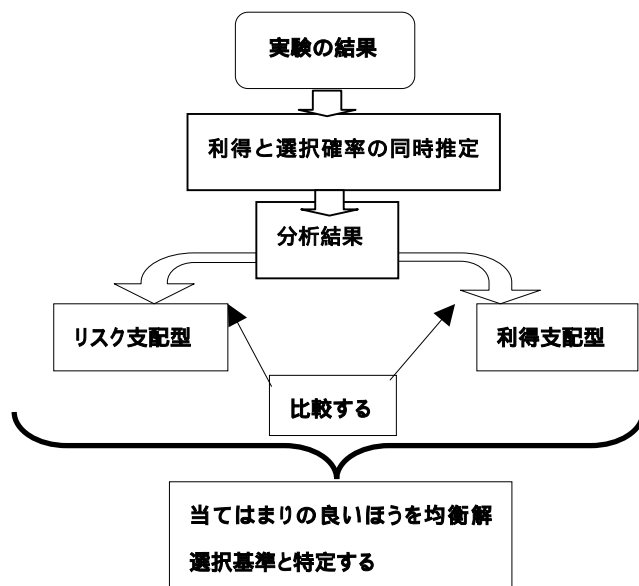 実験の結果
利得と選択確率の同時推定
分析結果
リスク支配型
利得支配型
比較する
当てはまりの良いほうを均衡解
選択基準と特定する